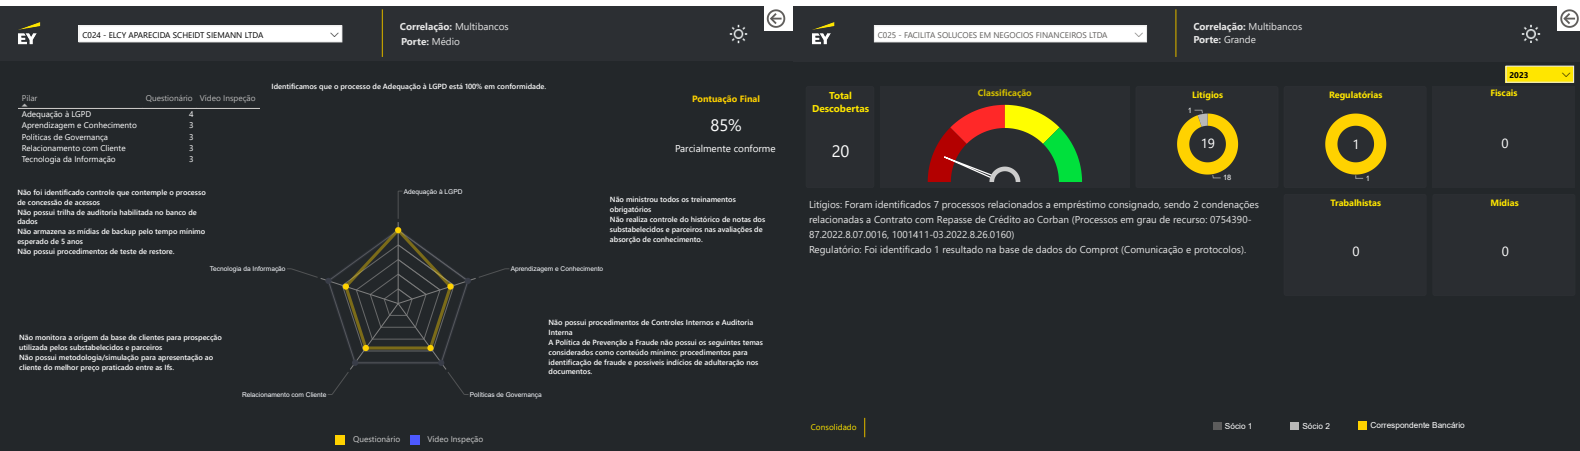 EY
C024 - ELCY APARECIDA SCHEIDT SIEMANN LTDA
Correlação: Multibancos
Porte: Médio
Identificamos que o processo de Adequação à LGPD está 100% em conformidade.
Pilar Questionário Video Inspeção
Adequação à LGPD 4
Aprendizagem e Conhecimento 3
Políticas de Governança 3
Relacionamento com Cliente 3
Tecnologia da Informação 3
Pontuação Final
85%
Parcialmente conforme
Não foi identificado controle que contemple o processo
de concessão de acessos
Não possui trilha de auditoria habilitada no banco de
dados
Não armazena as mídias de backup pelo tempo mínimo
esperado de 5 anos
Não possui procedimentos de teste de restore.
Adequação à LGPD
Não ministrou todos os treinamentos
obrigatórios
Não realiza controle do histórico de notas dos
substabelecidos e parceiros nas avaliações de
absorção de conhecimento.
Tecnologia da Informação
Aprendizagem e Conhecimento
Não monitora a origem da base de clientes para prospecção
utilizada pelos substabelecidos e parceiros
Não possui metodologia/simulação para apresentação ao
cliente do melhor preço praticado entre as Ifs.
Não possui procedimentos de Controles Internos e Auditoria
Interna
A Política de Prevenção a Fraude não possui os seguintes temas
considerados como conteúdo mínimo: procedimentos para
identificação de fraude e possíveis indícios de adulteração nos
documentos.
Relacionamento com Cliente
Políticas de Governança
Questionário Video Inspeção
EY
C025 - FACILITA SOLUCOES EM NEGOCIOS FINANCEIROS LTDA
Correlação: Multibancos
Porte: Grande
2023
Total
Descobertas
20
Classificação
Litígios
1
19
18
Regulatórias
1
1
Fiscais
0
Litígios: Foram identificados 7 processos relacionados a empréstimo consignado, sendo 2 condenações
relacionadas a Contrato com Repasse de Crédito ao Corban (Processos em grau de recurso: 0754390-
87.2022.8.07.0016, 1001411-03.2022.8.26.0160)
Regulatório: Foi identificado 1 resultado na base de dados do Comprot (Comunicação e protocolos).
Trabalhistas
0
Mídias
0
Consolidado
Sócio 1 Sócio 2 Correspondente Bancário